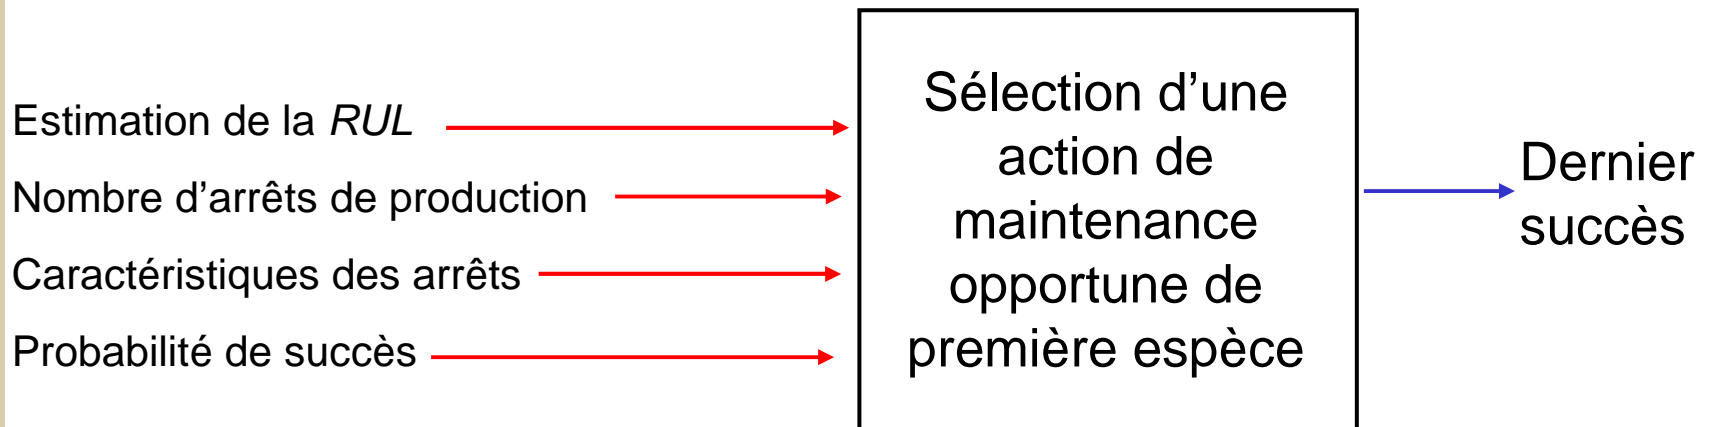 Estimation de la RUL
Nombre d'arrêts de production
Caractéristiques des arrêts
Probabilité de succès
Sélection d'une
action de
maintenance
opportune de
première espèce
Dernier
succès